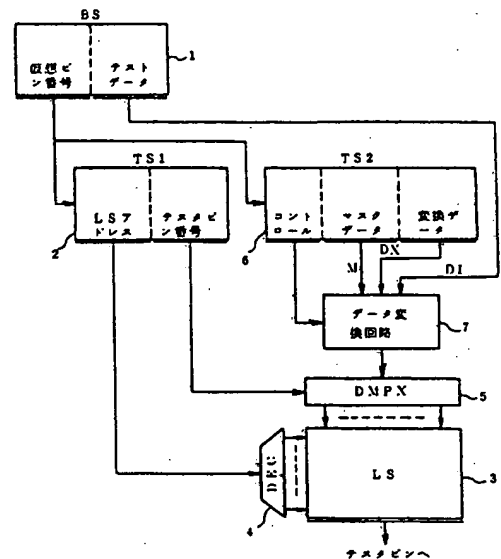 BS
仮想ピ
ン番号
テスト
データ
1
TS1
TS2
LSア
ドレス
テスタピ
ン番号
2
コント
ロール
マスク
データ
変換デ
ータ
6
M
DX
DI
データ変
換回路
7
DMPX
5
DEC
4
LS
3
テスタピンへ